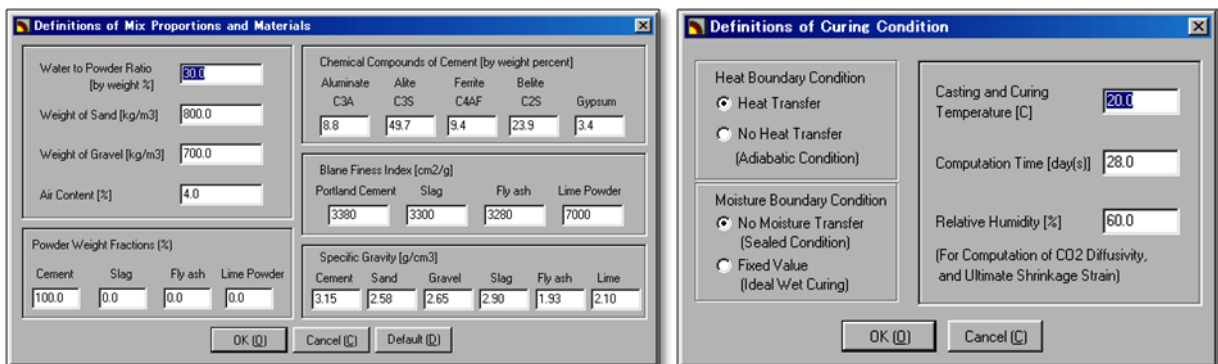 Definitions of Mix Proportions and Materials
Water to Powder Ratio
[by weight %]
30.0
Weight of Sand [kg/m3]
800.0
Weight of Gravel [kg/m3]
700.0
Air Content [%]
4.0
Powder Weight Fractions (%)
Cement Slag Fly ash Lime Powder
100.0 0.0 0.0 0.0
Chemical Compounds of Cement [by weight percent]
Aluminate Alite Ferrite Belite
C3A C3S C4AF C2S Gypsum
8.8 49.7 9.4 23.9 3.4
Blane Finess Index [cm2/g]
Portland Cement Slag Fly ash Lime Powder
3380 3300 3280 7000
Specific Gravity [g/cm3]
Cement Sand Gravel Slag Fly ash Lime
3.15 2.58 2.65 2.90 1.93 2.10
OK (O) Cancel (C) Default (D)
Definitions of Curing Condition
Heat Boundary Condition
Heat Transfer
No Heat Transfer
(Adiabatic Condition)
Moisture Boundary Condition
No Moisture Transfer
(Sealed Condition)
Fixed Value
(Ideal Wet Curing)
Casting and Curing
Temperature [C]
20.0
Computation Time [day(s)]
28.0
Relative Humidity [%]
60.0
(For Computation of CO2 Diffusivity,
and Ultimate Shrinkage Strain)
OK (O) Cancel (C)